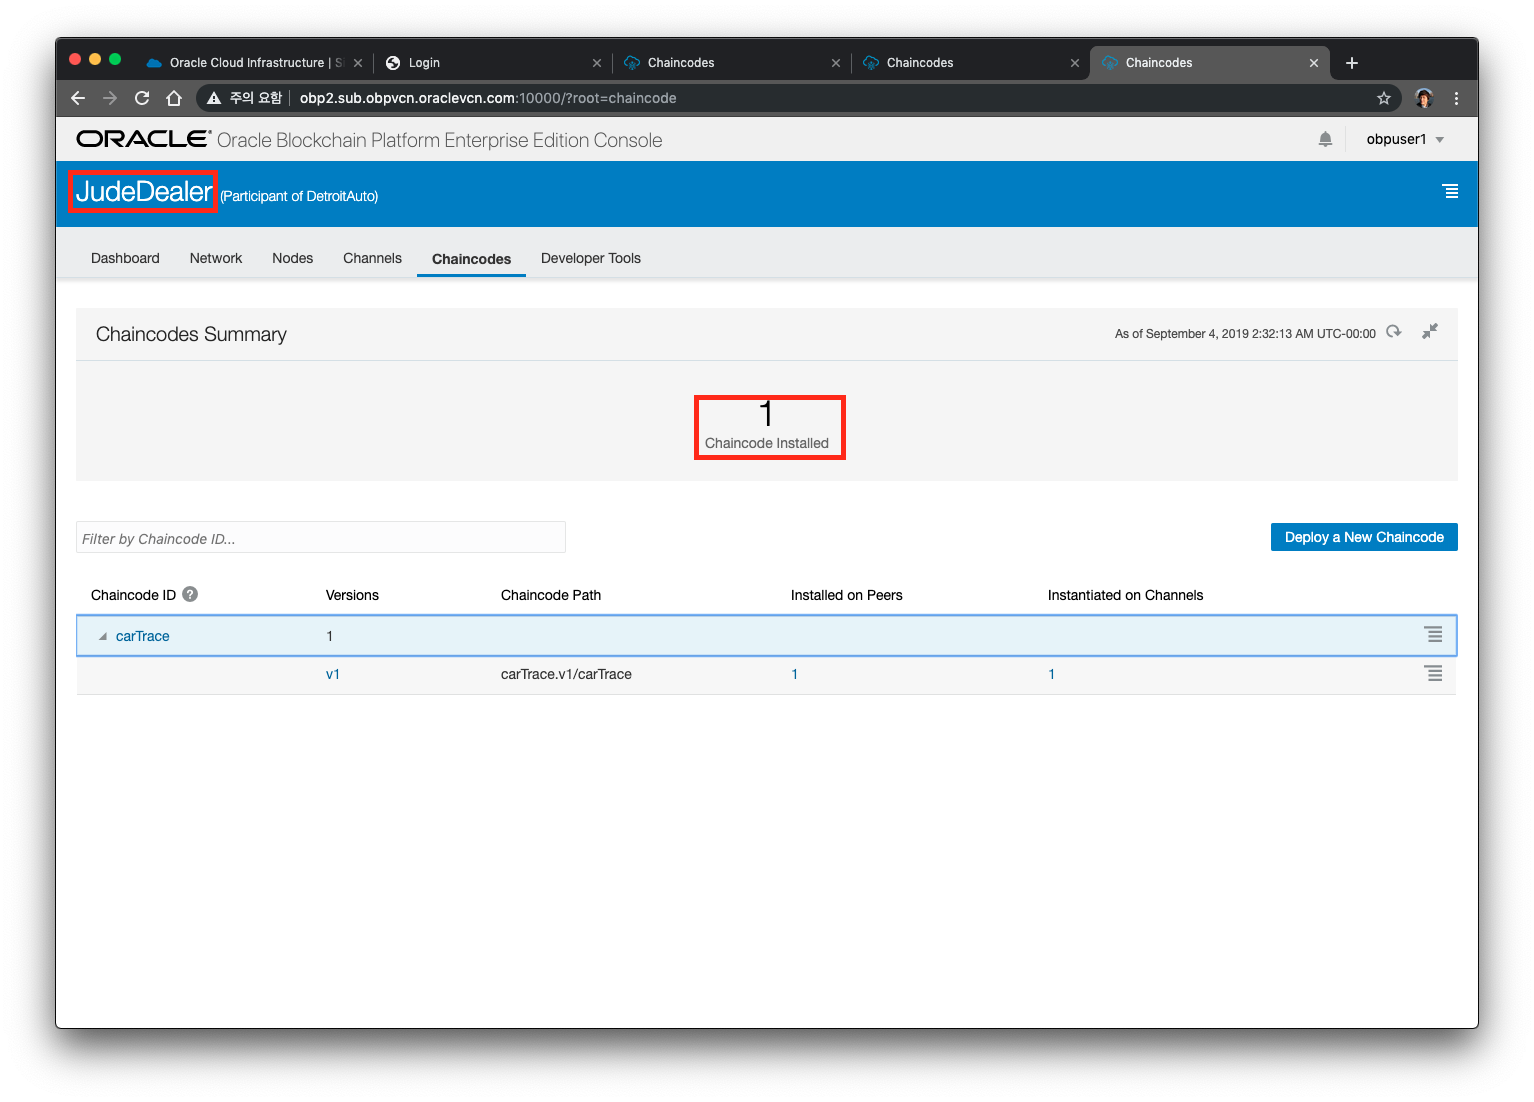 Oracle Cloud Infrastructure | S
Login
Chaincodes
Chaincodes
Chaincodes
주의 요함
obp2.sub.obpvcn.oraclevcn.com:10000/?root=chaincode
ORACLE® Oracle Blockchain Platform Enterprise Edition Console
obpuser1
JudeDealer (Participant of DetroitAuto)
Dashboard Network Nodes Channels Chaincodes Developer Tools
Chaincodes Summary
As of September 4, 2019 2:32:13 AM UTC-00:00
1
Chaincode Installed
Filter by Chaincode ID...
Deploy a New Chaincode
Chaincode ID ? Versions Chaincode Path Installed on Peers Instantiated on Channels
carTrace 1
v1 carTrace.v1/carTrace 1 1